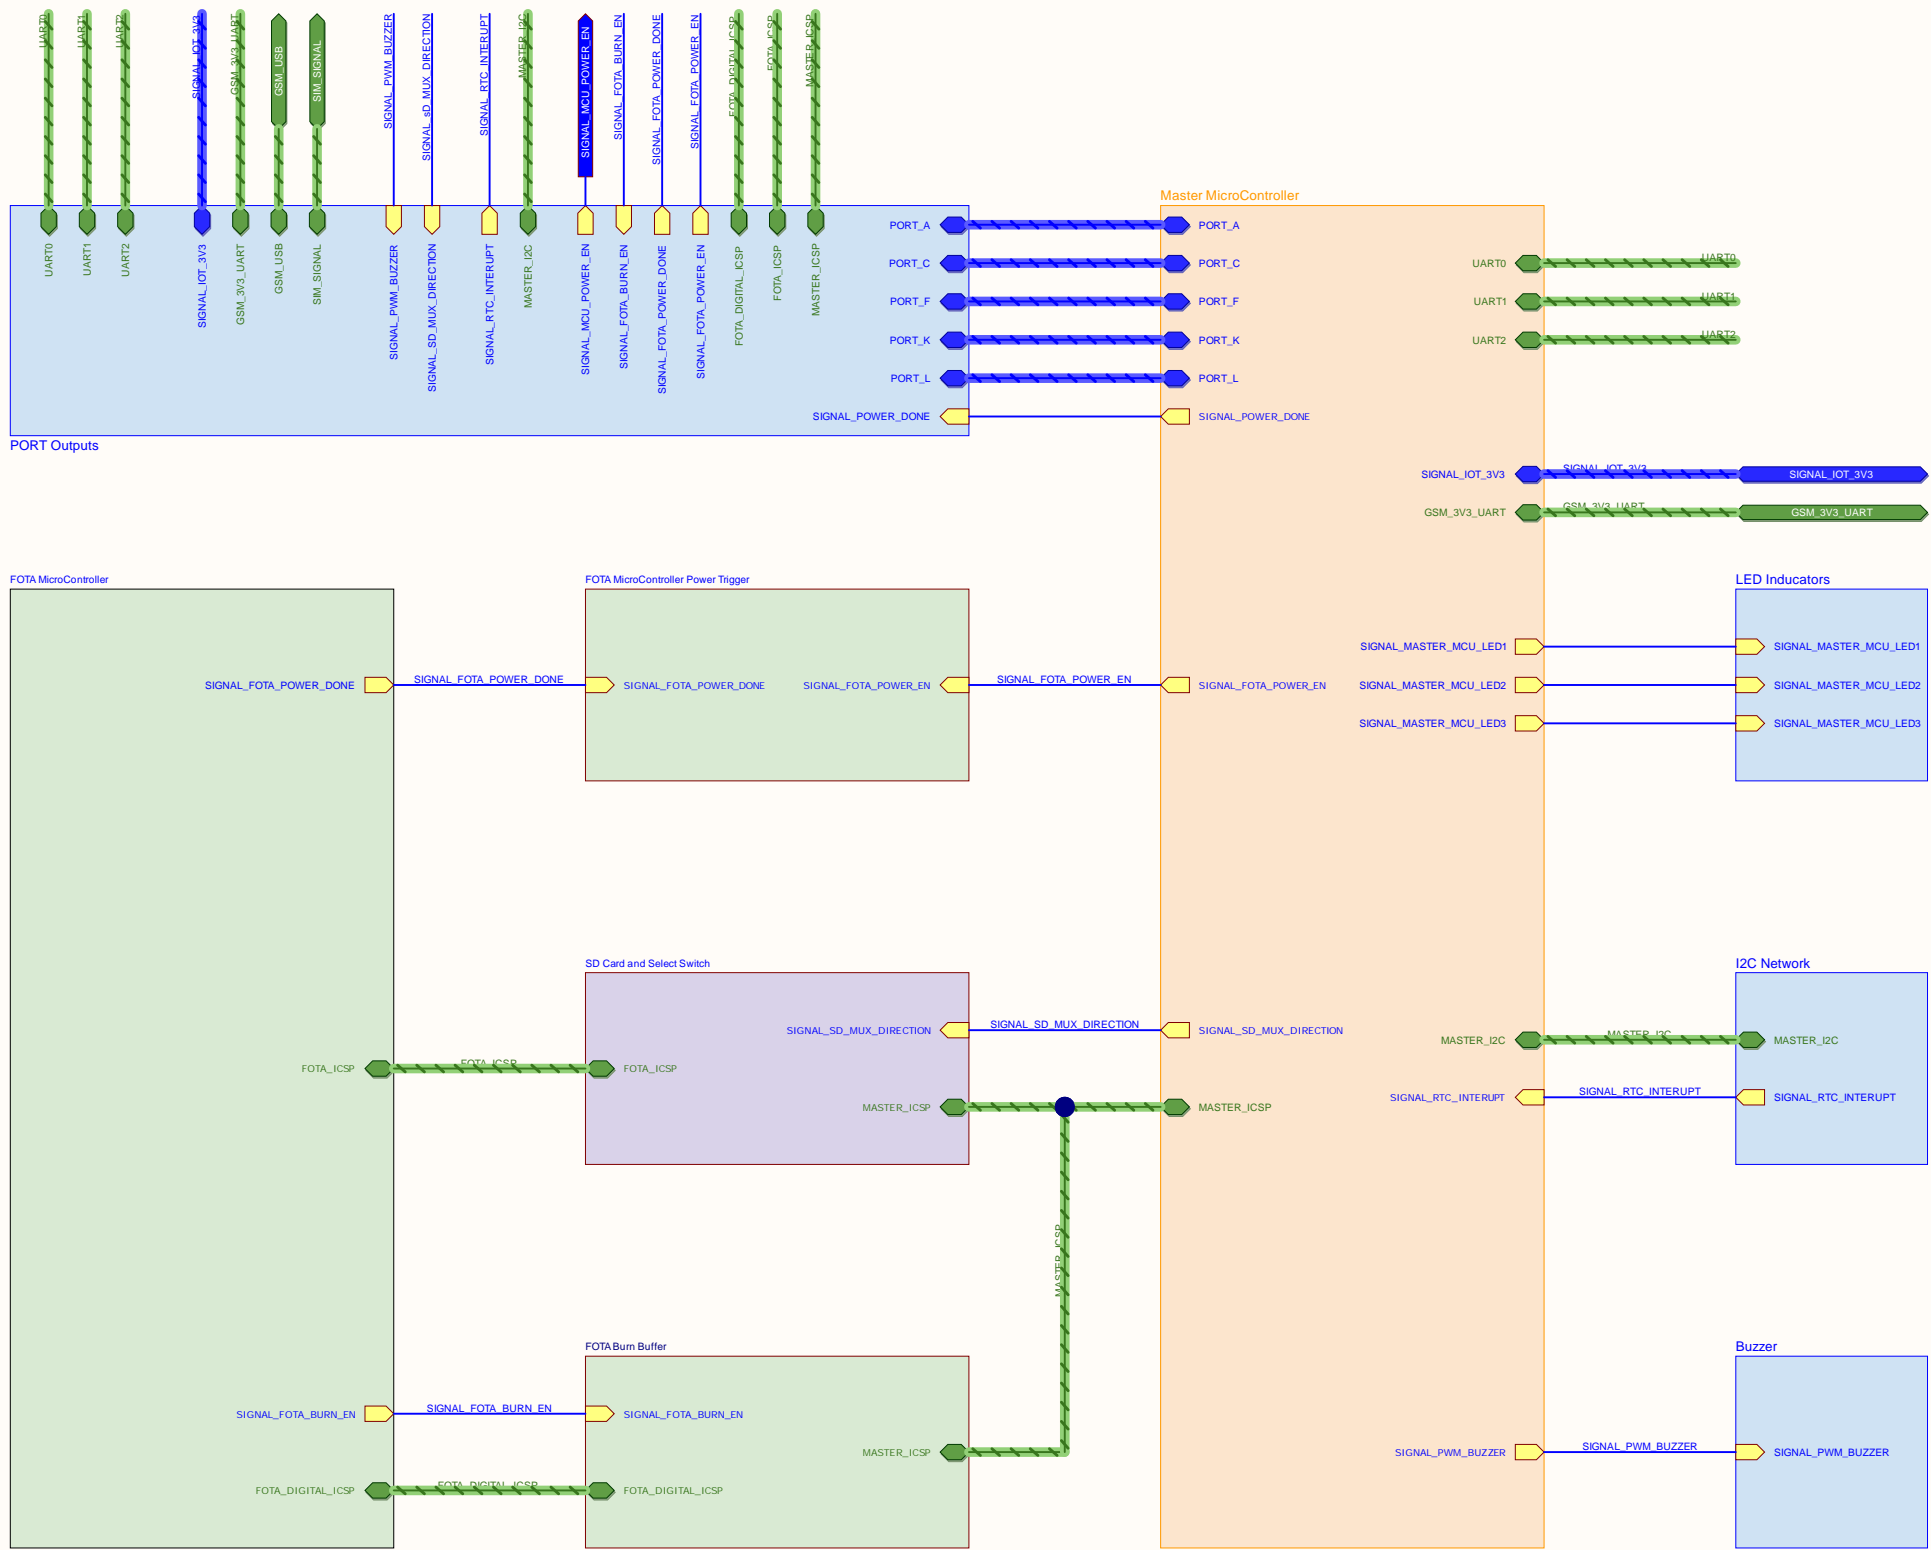 UART0
UART1
UART2
SIGNAL_IOT_3V3
GSM_3V3_UART
GSM_USB
SIM_SIGNAL
SIGNAL_PWM_BUZZER
SIGNAL_sD_MUX_DIRECTION
SIGNAL_RTC_INTERUPT
MASTER_I2C
SIGNAL_MCU_POWER_EN
SIGNAL_FOTA_BURN_EN
SIGNAL_FOTA_POWER_DONE
SIGNAL_FOTA_POWER_EN
FOTA_DIGITAL_ICSP
FOTA_ICSP
MASTER_ICSP
UART0
UART1
UART2
SIGNAL_IOT_3V3
GSM_3V3_UART
GSM_USB
SIM_SIGNAL
SIGNAL_PWM_BUZZER
SIGNAL_SD_MUX_DIRECTION
SIGNAL_RTC_INTERUPT
MASTER_I2C
SIGNAL_MCU_POWER_EN
SIGNAL_FOTA_BURN_EN
SIGNAL_FOTA_POWER_DONE
SIGNAL_FOTA_POWER_EN
FOTA_DIGITAL_ICSP
FOTA_ICSP
MASTER_ICSP
PORT_A
PORT_C
PORT_F
PORT_K
PORT_L
SIGNAL_POWER_DONE
PORT Outputs
Master MicroController
PORT_A
PORT_C
PORT_F
PORT_K
PORT_L
SIGNAL_POWER_DONE
UART0
UART0
UART1
UART1
UART2
UART2
SIGNAL_IOT_3V3
SIGNAL_IOT_3V3
SIGNAL_IOT_3V3
GSM_3V3_UART
GSM_3V3_UART
GSM_3V3_UART
FOTA MicroController
SIGNAL_FOTA_POWER_DONE
SIGNAL_FOTA_POWER_DONE
FOTA MicroController Power Trigger
SIGNAL_FOTA_POWER_DONE
SIGNAL_FOTA_POWER_EN
SIGNAL_FOTA_POWER_EN
SIGNAL_FOTA_POWER_EN
SIGNAL_MASTER_MCU_LED1
SIGNAL_MASTER_MCU_LED2
SIGNAL_MASTER_MCU_LED3
LED Inducators
SIGNAL_MASTER_MCU_LED1
SIGNAL_MASTER_MCU_LED2
SIGNAL_MASTER_MCU_LED3
SD Card and Select Switch
SIGNAL_SD_MUX_DIRECTION
SIGNAL_SD_MUX_DIRECTION
SIGNAL_SD_MUX_DIRECTION
FOTA_ICSP
FOTA_ICSP
FOTA_ICSP
MASTER_ICSP
MASTER_ICSP
MASTER_ICSP
I2C Network
MASTER_I2C
MASTER_I2C
MASTER_I2C
SIGNAL_RTC_INTERUPT
SIGNAL_RTC_INTERUPT
SIGNAL_RTC_INTERUPT
FOTA Burn Buffer
SIGNAL_FOTA_BURN_EN
SIGNAL_FOTA_BURN_EN
SIGNAL_FOTA_BURN_EN
MASTER_ICSP
FOTA_DIGITAL_ICSP
FOTA_DIGITAL_ICSP
FOTA_DIGITAL_ICSP
Buzzer
SIGNAL_PWM_BUZZER
SIGNAL_PWM_BUZZER
SIGNAL_PWM_BUZZER